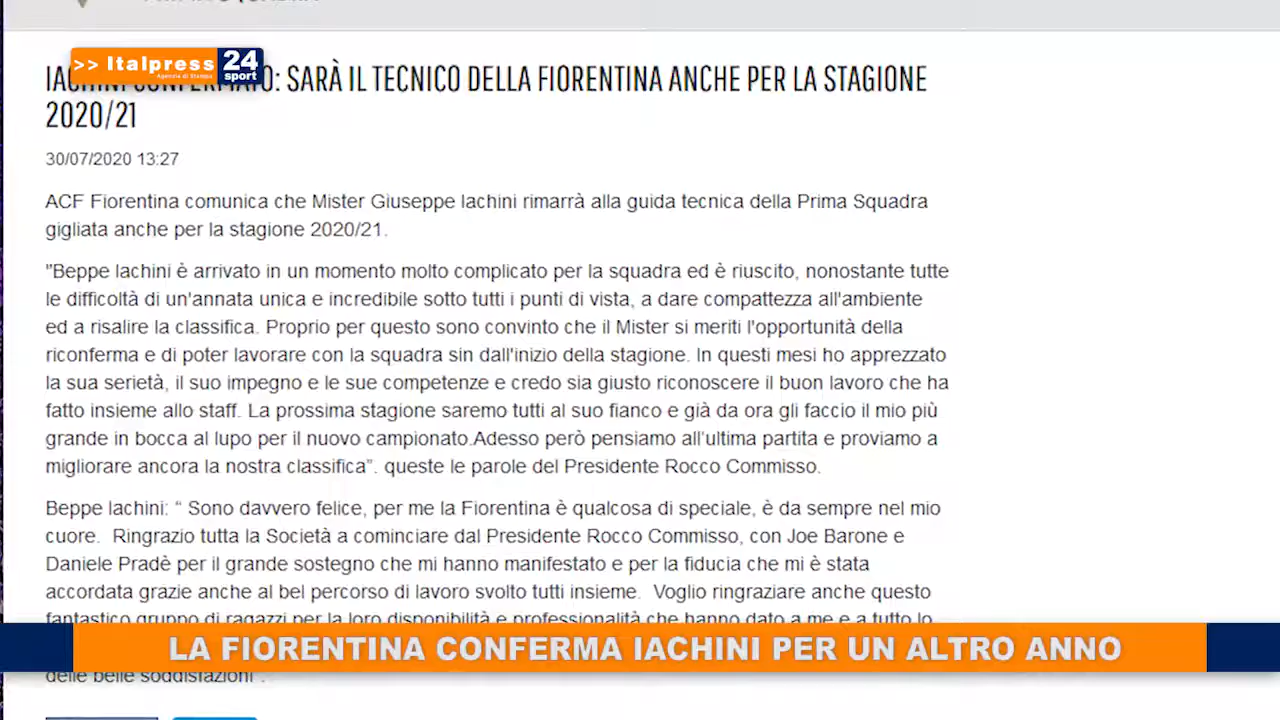 >> Italpress 24
Agenzia di Stampa sport
: SARÀ IL TECNICO DELLA FIORENTINA ANCHE PER LA STAGIONE
2020/21
30/07/2020 13:27
ACF Fiorentina comunica che Mister Giuseppe Iachini rimarrà alla guida tecnica della Prima Squadra
gigliata anche per la stagione 2020/21.
"Beppe Iachini è arrivato in un momento molto complicato per la squadra ed è riuscito, nonostante tutte
le difficoltà di un'annata unica e incredibile sotto tutti i punti di vista, a dare compattezza all'ambiente
ed a risalire la classifica. Proprio per questo sono convinto che il Mister si meriti l'opportunità della
riconferma e di poter lavorare con la squadra sin dall'inizio della stagione. In questi mesi ho apprezzato
la sua serietà, il suo impegno e le sue competenze e credo sia giusto riconoscere il buon lavoro che ha
fatto insieme allo staff. La prossima stagione saremo tutti al suo fianco e già da ora gli faccio il mio più
grande in bocca al lupo per il nuovo campionato.Adesso però pensiamo all'ultima partita e proviamo a
migliorare ancora la nostra classifica”. queste le parole del Presidente Rocco Commisso.
Beppe Iachini: “ Sono davvero felice, per me la Fiorentina è qualcosa di speciale, è da sempre nel mio
cuore.  Ringrazio tutta la Società a cominciare dal Presidente Rocco Commisso, con Joe Barone e
Daniele Pradè per il grande sostegno che mi hanno manifestato e per la fiducia che mi è stata
accordata grazie anche al bel percorso di lavoro svolto tutti insieme.  Voglio ringraziare anche questo
fantastico gruppo di ragazzi per la loro disponibilità e professionalità che hanno dato a me e a tutto lo
LA FIORENTINA CONFERMA IACHINI PER UN ALTRO ANNO
delle belle soddisfazioni”.